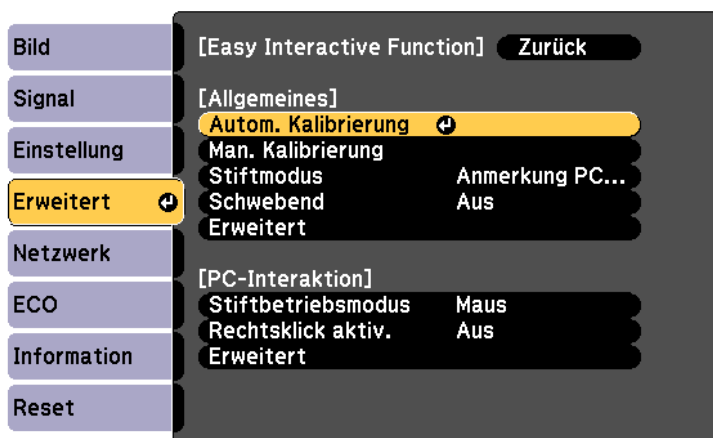 Bild
Signal
Einstellung
Erweitert
Netzwerk
ECO
Information
Reset
[Easy Interactive Function] Zurück
[Allgemeines]
Autom. Kalibrierung
Man. Kalibrierung
Stiftmodus Anmerkung PC...
Schwebend Aus
Erweitert
[PC-Interaktion]
Stiftbetriebsmodus Maus
Rechtsklick aktiv. Aus
Erweitert